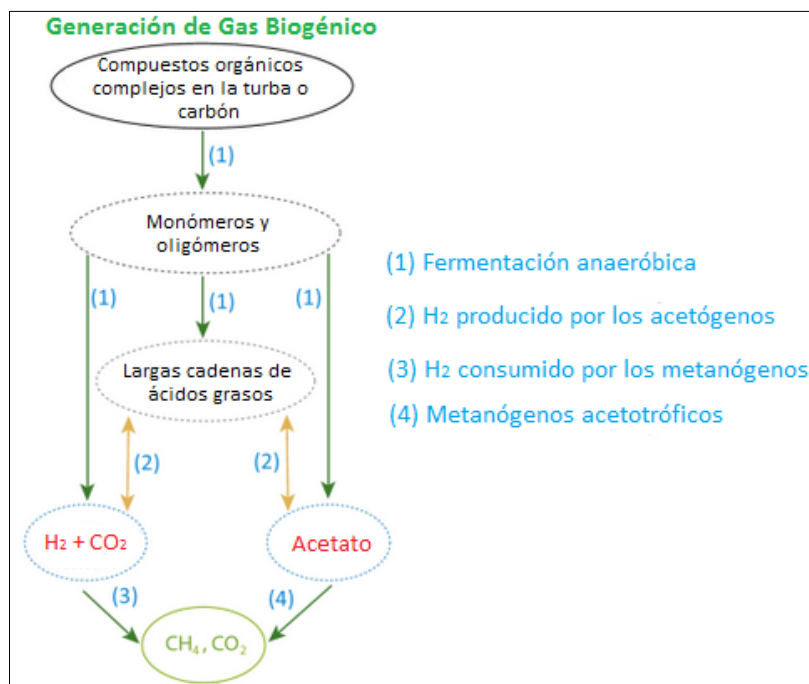 Generación de Gas Biogénico
Compuestos orgánicos
complejos en la turba o
carbón
(1)
Monómeros y
oligómeros
(1)
(1)
(1)
(1) Fermentación anaeróbica
(2) H2 producido por los acetógenos
(3) H2 consumido por los metanógenos
(4) Metanógenos acetotróficos
Largas cadenas de
ácidos grasos
(2)
(2)
H2 + CO2
Acetato
(3)
(4)
CH4, CO2